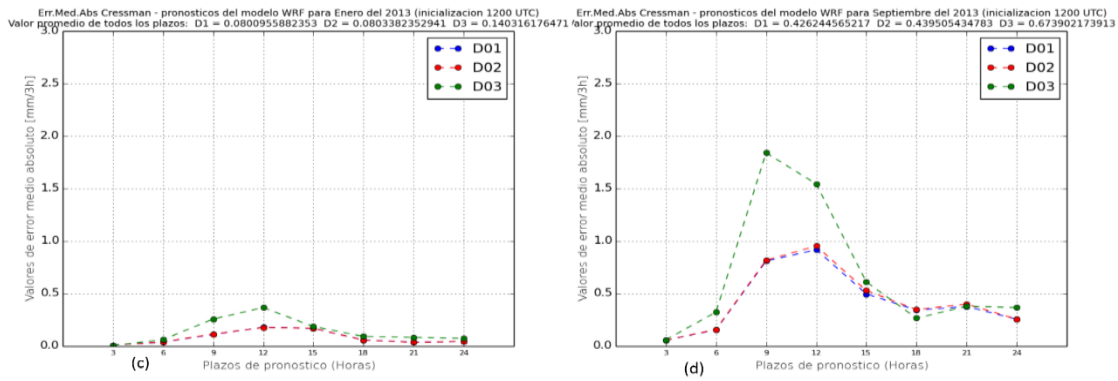 Err.Med.Abs Cressman - pronosticos del modelo WRF para Enero del 2013 (inicializacion 1200 UTC)
Valor promedio de todos los plazos: D1 = 0.0800955882353 D2 = 0.0803382352941 D3 = 0.140316176471
3.0
2.5
2.0
1.5
1.0
0.5
0.0
Valores de error medio absoluto [mm/3h]
D01
D02
D03
3 6 9 12 15 18 21 24
(c)
Plazos de pronostico (Horas)
Err.Med.Abs Cressman - pronosticos del modelo WRF para Septiembre del 2013 (inicializacion 1200 UTC)
/alor promedio de todos los plazos: D1 = 0.426244565217 D2 = 0.439505434783 D3 = 0.673902173913
3.0
2.5
2.0
1.5
1.0
0.5
0.0
Valores de error medio absoluto [mm/3h]
D01
D02
D03
3 6 9 12 15 18 21 24
(d)
Plazos de pronostico (Horas)